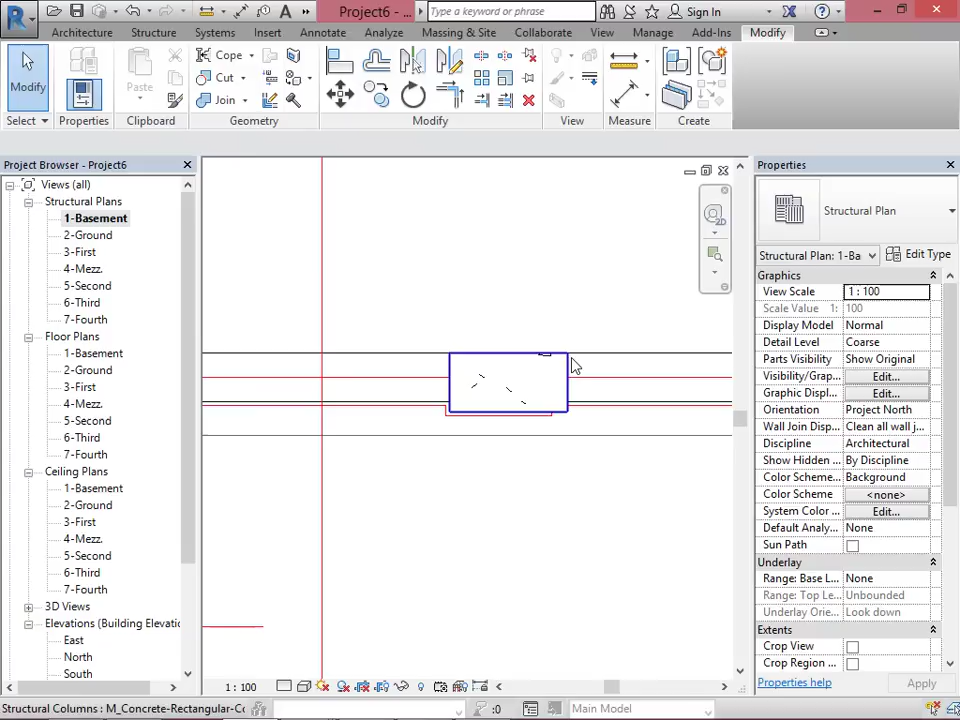 Project6 - ...
Type a keyword or phrase
Sign In
Architecture
Structure
Systems
Insert
Annotate
Analyze
Massing & Site
Collaborate
View
Manage
Add-Ins
Modify
Modify
Paste
Cope
Cut
Join
Select
Properties
Clipboard
Geometry
Modify
View
Measure
Create
Project Browser - Project6
Views (all)
Structural Plans
1-Basement
2-Ground
3-First
4-Mezz.
5-Second
6-Third
7-Fourth
Floor Plans
1-Basement
2-Ground
3-First
4-Mezz.
5-Second
6-Third
7-Fourth
Ceiling Plans
1-Basement
2-Ground
3-First
4-Mezz.
5-Second
6-Third
7-Fourth
3D Views
Elevations (Building Elevatio
East
North
South
2D
Properties
Structural Plan
Structural Plan: 1-Ba
Edit Type
Graphics
View Scale 1 : 100
Scale Value 1: 100
Display Model Normal
Detail Level Coarse
Parts Visibility Show Original
Visibility/Grap... Edit...
Graphic Displ... Edit...
Orientation Project North
Wall Join Disp... Clean all wall j...
Discipline Architectural
Show Hidden ... By Discipline
Color Scheme... Background
Color Scheme <none>
System Color ... Edit...
Default Analy... None
Sun Path
Underlay
Range: Base L... None
Range: Top Le... Unbounded
Underlay Orie... Look down
Extents
Crop View
Crop Region ...
Properties help
Apply
1 : 100
Structural Columns : M_Concrete-Rectangular-Co
:0
Main Model